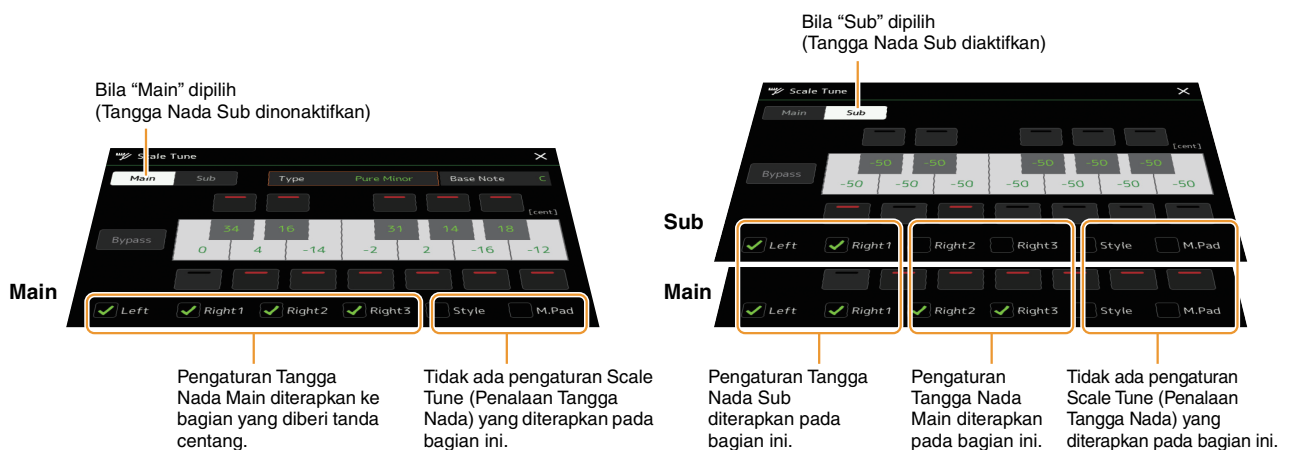 Bila “Main” dipilih
(Tangga Nada Sub dinonaktifkan)
Scale Tune
Main Sub Type Pure Minor Base Note C
[cent]
34 16 31 14 18
Bypass
0 4 -14 -2 2 -16 -12
Main
Left Right1 Right2 Right3 Style M.Pad
Pengaturan Tangga
Nada Main diterapkan ke
bagian yang diberi tanda
centang.
Tidak ada pengaturan Scale
Tune (Penalaan Tangga
Nada) yang diterapkan pada
bagian ini.
Bila “Sub” dipilih
(Tangga Nada Sub diaktifkan)
Scale Tune
Main Sub
[cent]
-50 -50 -50 -50 -50
Bypass
-50 -50 -50 -50 -50 -50 -50
Sub
Left Right1 Right2 Right3 Style M.Pad
Main
Left Right1 Right2 Right3 Style M.Pad
Pengaturan Tangga
Nada Sub
diterapkan pada
bagian ini.
Pengaturan
Tangga Nada
Main diterapkan
pada bagian ini.
Tidak ada pengaturan
Scale Tune (Penalaan
Tangga Nada) yang
diterapkan pada bagian ini.